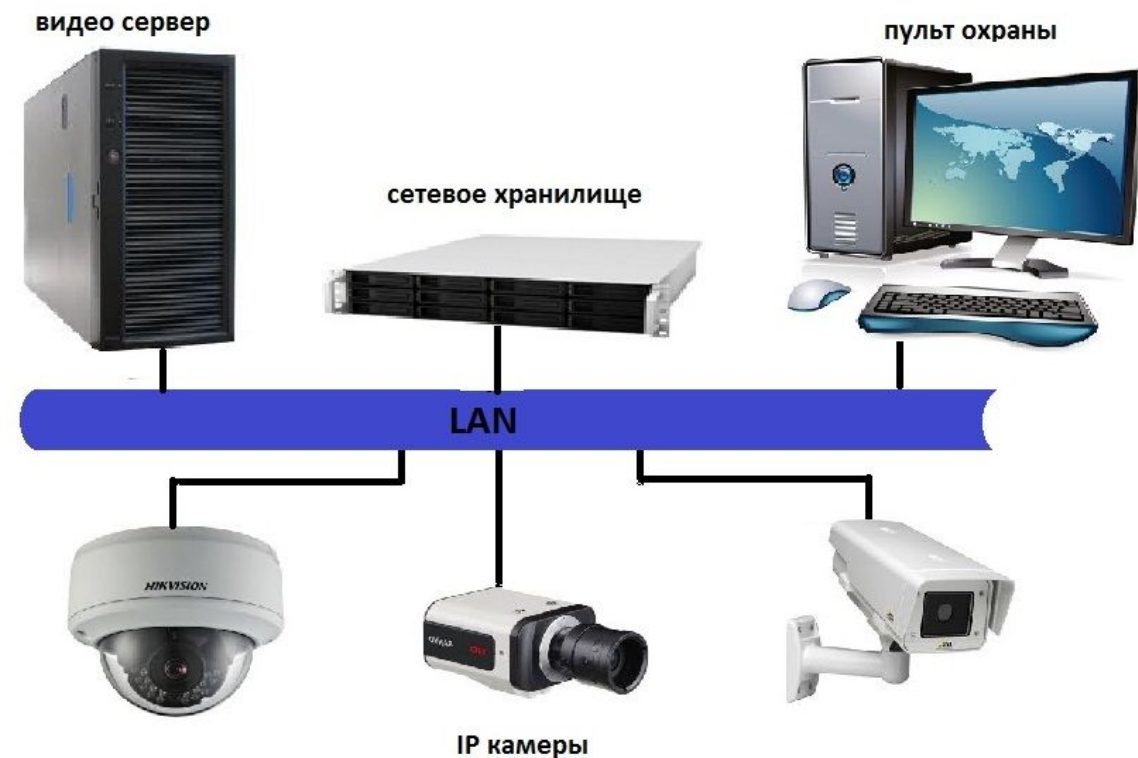 видео сервер
пульт охраны
сетевое хранилище
LAN
HIKVISION
IP камеры